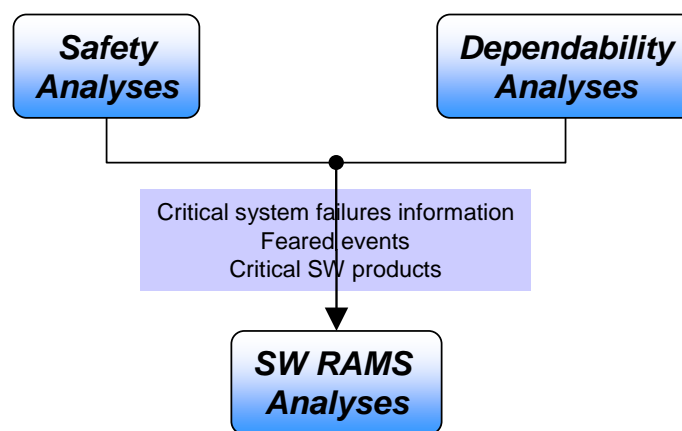 Safety
Analyses
Dependability
Analyses
Critical system failures information
Feared events
Critical SW products
SW RAMS
Analyses